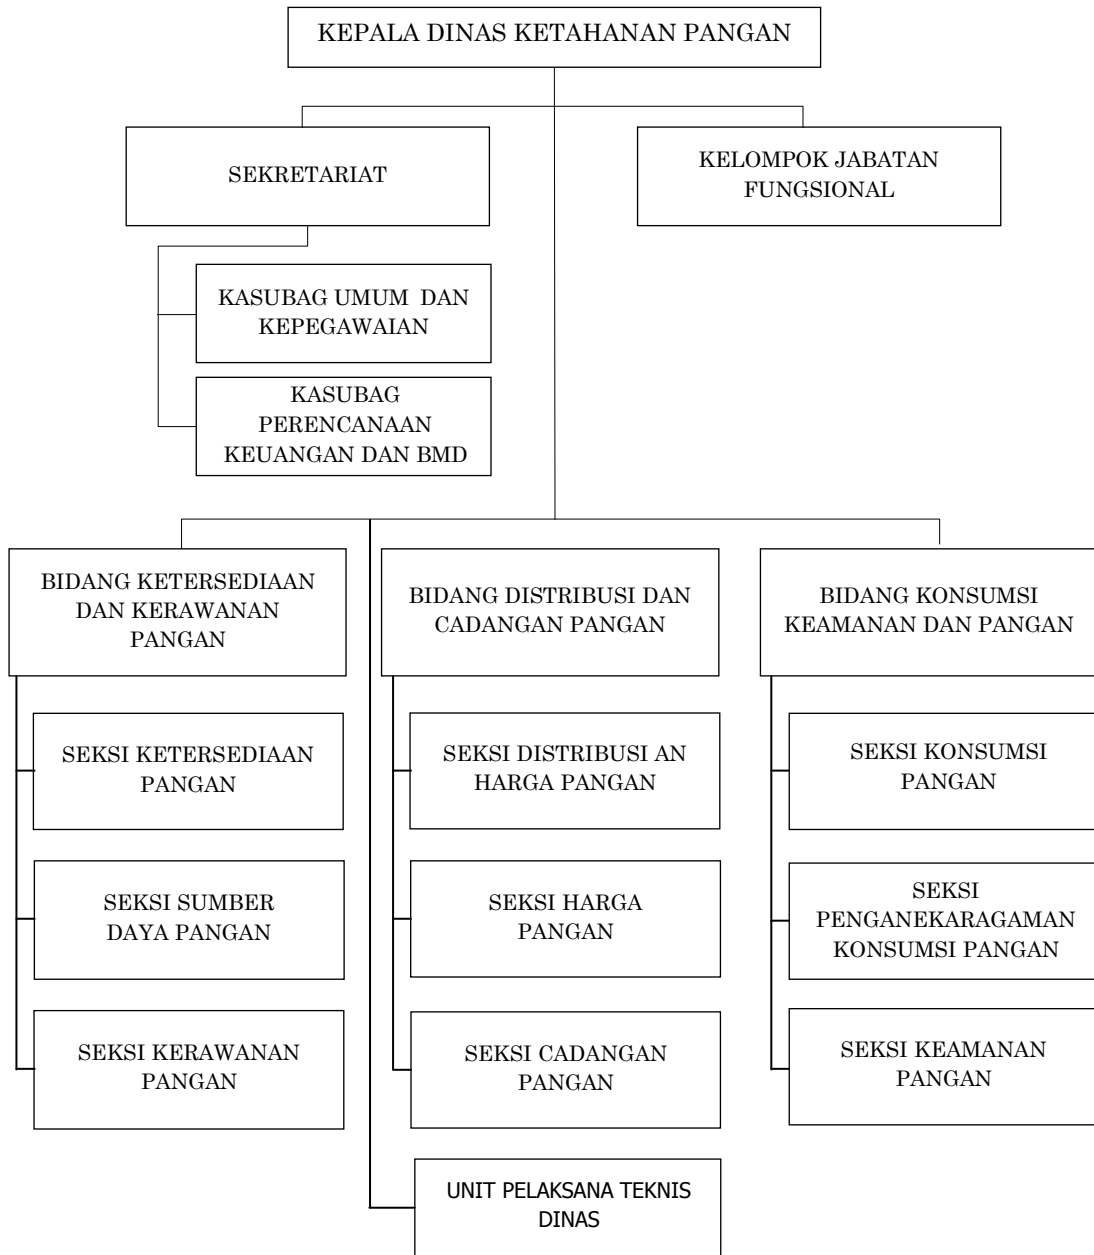 KEPALA DINAS KETAHANAN PANGAN
SEKRETARIAT
KELOMPOK JABATAN
FUNGSIONAL
KASUBAG UMUM DAN
KEPEGAWAIAN
KASUBAG
PERENCANAAN
KEUANGAN DAN BMD
BIDANG KETERSEDIAAN
DAN KERAWANAN
PANGAN
BIDANG DISTRIBUSI DAN
CADANGAN PANGAN
BIDANG KONSUMSI
KEAMANAN DAN PANGAN
SEKSI KETERSEDIAAN
PANGAN
SEKSI DISTRIBUSI AN
HARGA PANGAN
SEKSI KONSUMSI
PANGAN
SEKSI SUMBER
DAYA PANGAN
SEKSI HARGA
PANGAN
SEKSI
PENGANEKARAGAMAN
KONSUMSI PANGAN
SEKSI KERAWANAN
PANGAN
SEKSI CADANGAN
PANGAN
SEKSI KEAMANAN
PANGAN
UNIT PELAKSANA TEKNIS
DINAS